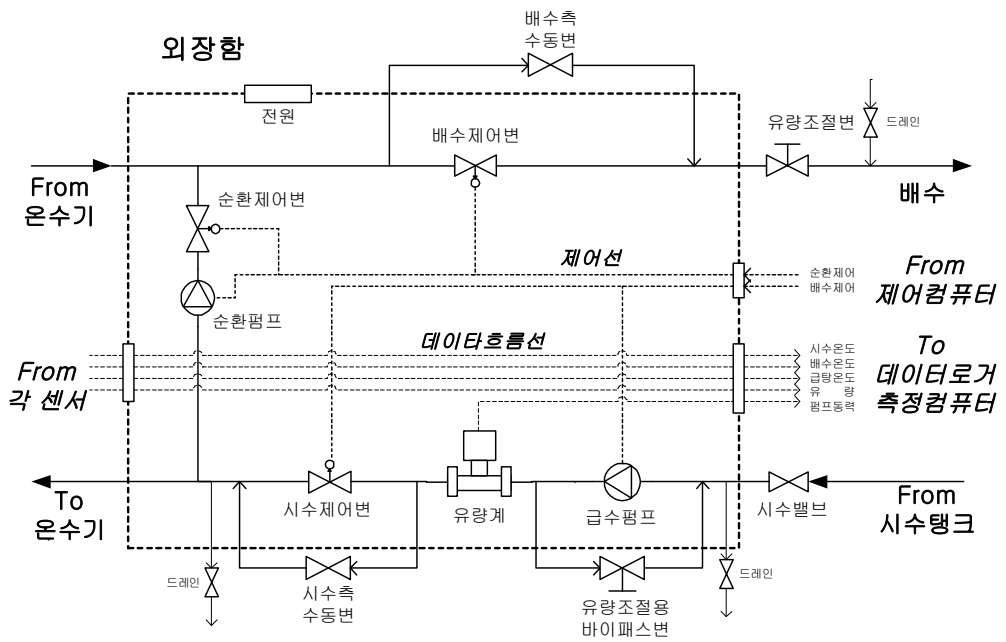 배수측
수동변
외장함
전원
배수제어변
유량조절변
드레인
From
온수기
배수
순환제어변
제어선
순환제어
배수제어
From
제어컴퓨터
순환펌프
데이타흐름선
From
각 센서
시수온도
배수온도
급탕온도
유 량
펌프동력
To
데이터로거
측정컴퓨터
To
온수기
시수제어변
유량계
급수펌프
시수밸브
From
시수탱크
드레인
시수측
수동변
유량조절용
바이패스변
드레인